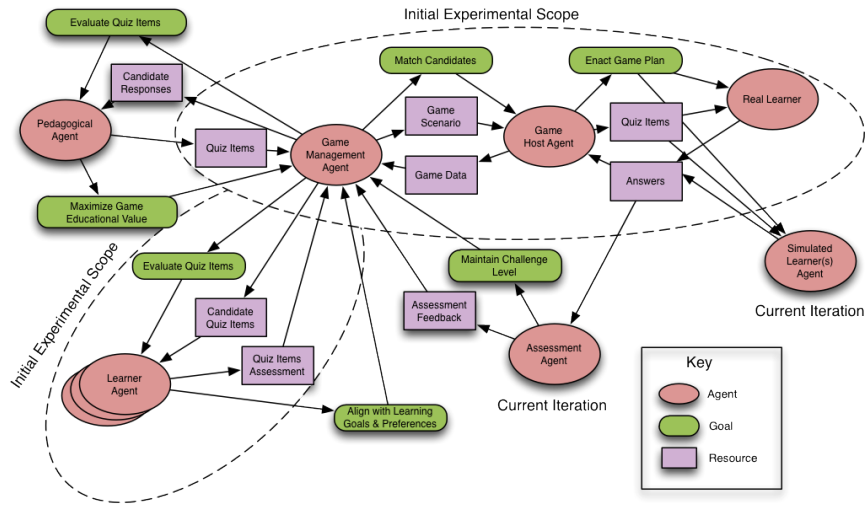 Initial Experimental Scope
Evaluate Quiz Items
Match Candidates
Enact Game Plan
Candidate
Responses
Real Learner
Game
Scenario
Pedagogical
Agent
Quiz Items
Game
Management
Agent
Game
Host Agent
Quiz Items
Game Data
Answers
Maximize Game
Educational Value
Initial Experimental Scope
Evaluate Quiz Items
Maintain Challenge
Level
Simulated
Learner(s)
Agent
Current Iteration
Candidate
Quiz Items
Assessment
Feedback
Quiz Items
Assessment
Assessment
Agent
Current Iteration
Learner
Agent
Align with Learning
Goals & Preferences
Key
Agent
Goal
Resource